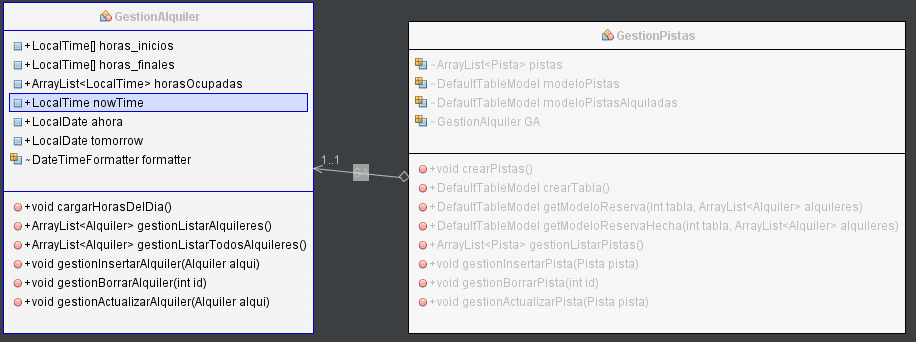 GestionAlquiler
+LocalTime[] horas_inicios
+LocalTime[] horas_finales
+ArrayList<LocalTime> horasOcupadas
+LocalTime nowTime
+LocalDate ahora
+LocalDate tomorrow
~DateTimeFormatter formatter
+void cargarHorasDelDia()
+ArrayList<Alquiler> gestionListarAlquileres()
+ArrayList<Alquiler> gestionListarTodosAlquileres()
+void gestionInsertarAlquiler(Alquiler alqui)
+void gestionBorrarAlquiler(int id)
+void gestionActualizarAlquiler(Alquiler alqui)
1..1
GA
GestionPistas
~ArrayList<Pista> pistas
~DefaultTableModel modeloPistas
~DefaultTableModel modeloPistasAlquiladas
~GestionAlquiler GA
+void crearPistas()
+DefaultTableModel crearTabla()
+DefaultTableModel getModeloReserva(int tabla, ArrayList<Alquiler> alquileres)
+DefaultTableModel getModeloReservaHecha(int tabla, ArrayList<Alquiler> alquileres)
+ArrayList<Pista> gestionListarPistas()
+void gestionInsertarPista(Pista pista)
+void gestionBorrarPista(int id)
+void gestionActualizarPista(Pista pista)